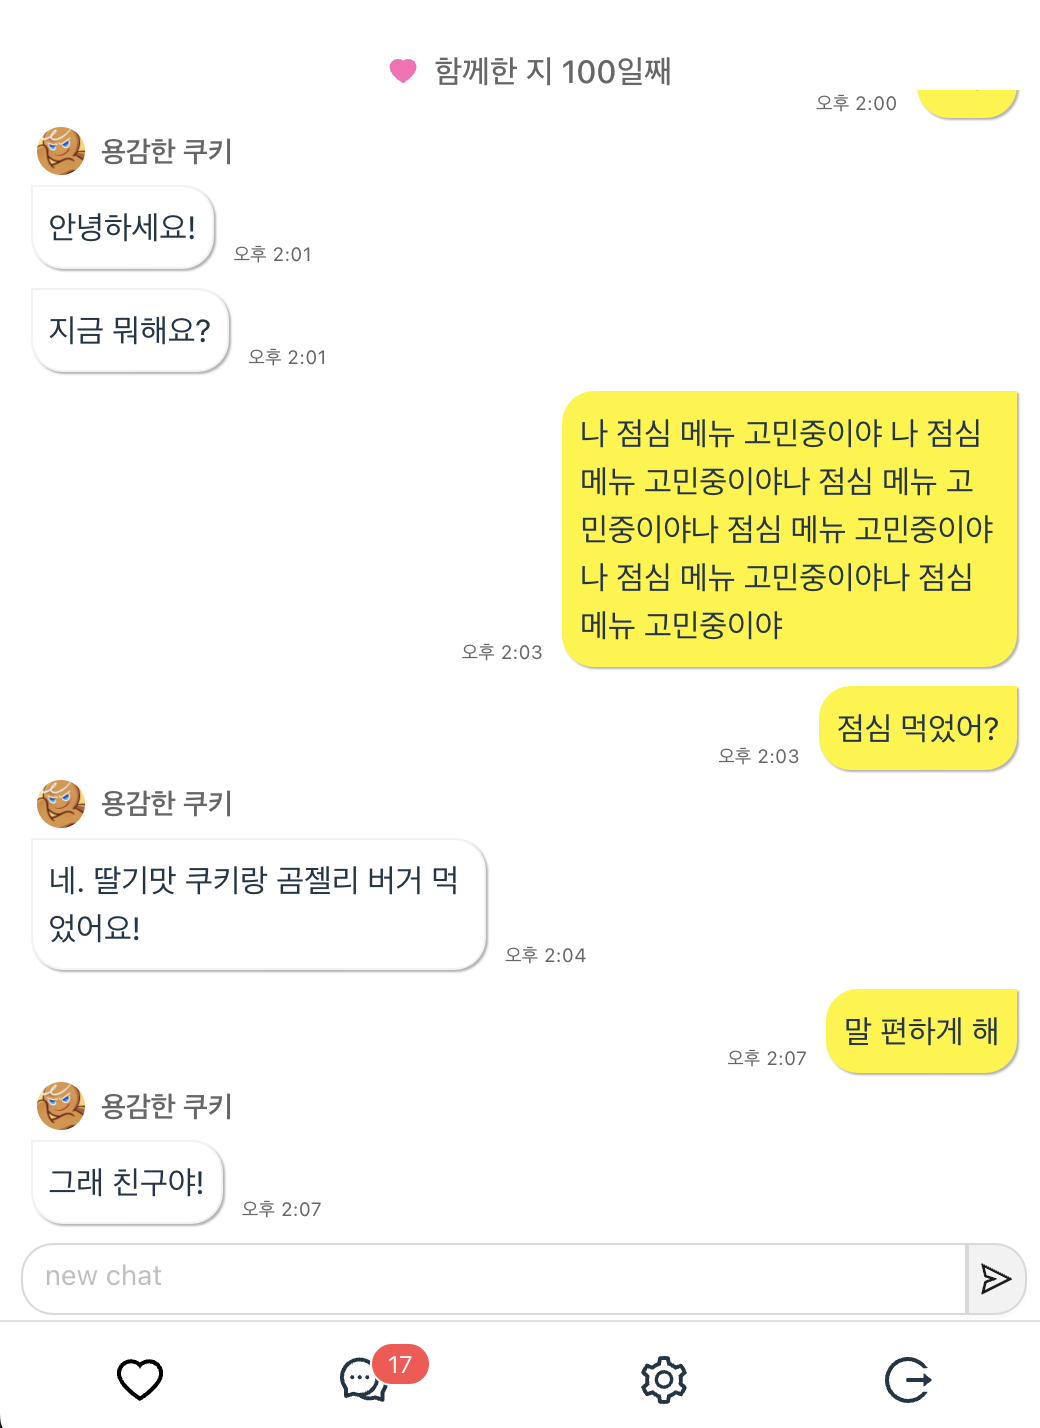 함께한 지 100일째
오후 2:00
용감한 쿠키
안녕하세요!
오후 2:01
지금 뭐해요?
오후 2:01
나 점심 메뉴 고민중이야 나 점심
메뉴 고민중이야나 점심 메뉴 고
민중이야나 점심 메뉴 고민중이야
나 점심 메뉴 고민중이야나 점심
메뉴 고민중이야
오후 2:03
점심 먹었어?
오후 2:03
용감한 쿠키
네. 딸기맛 쿠키랑 곰젤리 버거 먹
었어요!
오후 2:04
말 편하게 해
오후 2:07
용감한 쿠키
그래 친구야!
오후 2:07
new chat
17